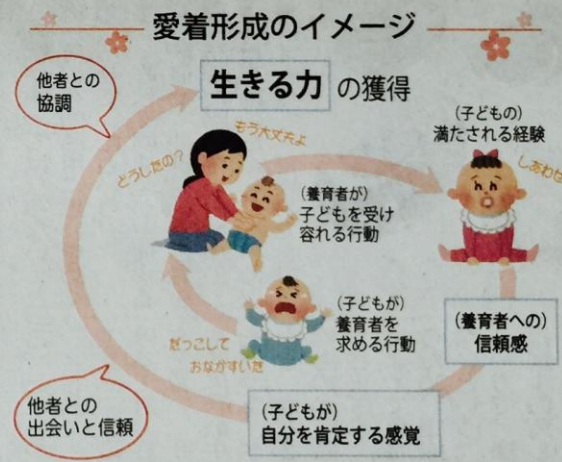 愛着形成のイメージ
他者との
協調
生きる力 の獲得
どうしたの？
もう大丈夫よ
(子どもの)
満たされる経験
しあわせ
(養育者が)
子どもを受け
容れる行動
(子どもが)
養育者を
求める行動
だっこして
おなかすいた
(養育者への)
信頼感
他者との
出会いと信頼
(子どもが)
自分を肯定する感覚